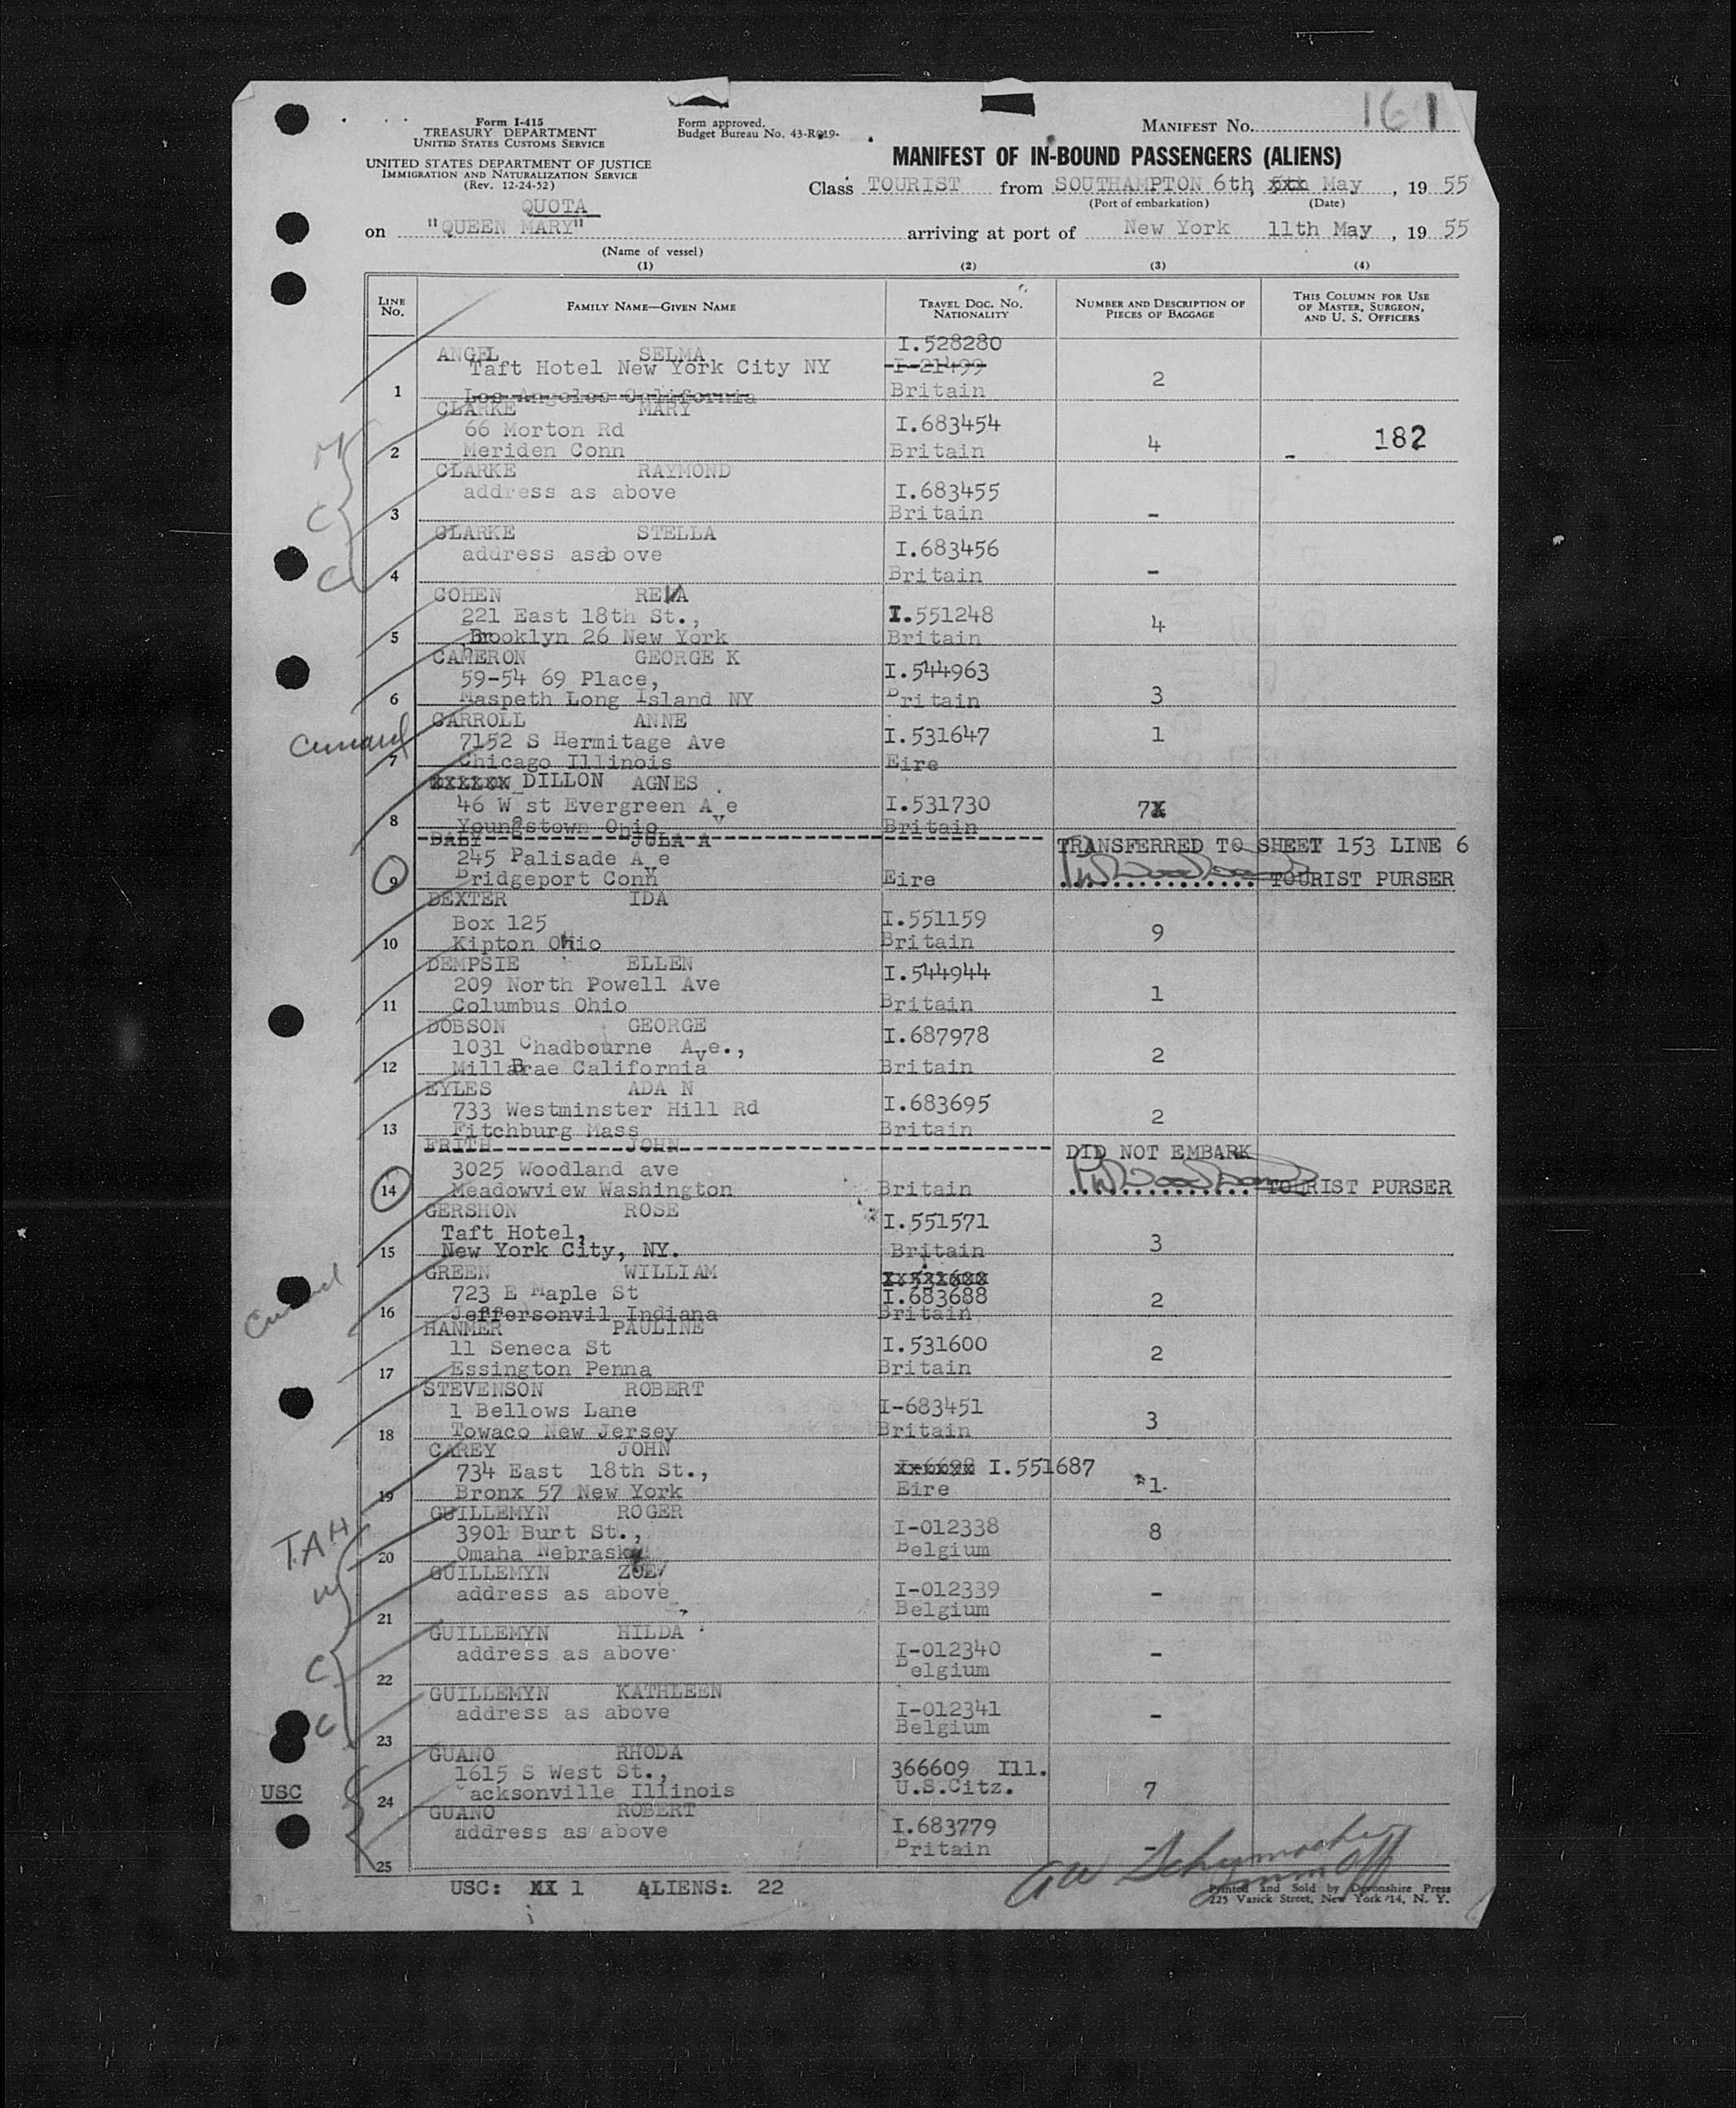 161
Form I-415
TREASURY DEPARTMENT
UNITED STATES CUSTOMS SERVICE
UNITED STATES DEPARTMENT OF JUSTICE
IMMIGRATION AND NATURALIZATION SERVICE
(Rev. 12-24-52)
Form approved.
Budget Bureau No. 43-R019.
MANIFEST NO.
MANIFEST OF IN-BOUND PASSENGERS (ALIENS)
Class TOURIST from SOUTHAMPTON 6th, May, 19 55
(Port of embarkation) (Date)
QUOTA
on "QUEEN MARY" arriving at port of New York 11th May, 19 55
(Name of vessel)
(1) (2) (3) (4)
LINE NO. FAMILY NAME—GIVEN NAME TRAVEL DOC. NO. NATIONALITY NUMBER AND DESCRIPTION OF PIECES OF BAGGAGE THIS COLUMN FOR USE OF MASTER, SURGEON, AND U. S. OFFICERS
ANGEL SELMA I.528280
Taft Hotel New York City NY I-21499
1 Los Angeles California Britain 2
CLARKE MARY
66 Morton Rd I.683454
2 Meriden Conn Britain 4 - 182
CLARKE RAYMOND
address as above I.683455
3 Britain -
CLARKE STELLA
address asabove I.683456
4 Britain -
COHEN REVA
221 East 18th St., I.551248
5 Brooklyn 26 New York Britain 4
CAMERON GEORGE K
59-54 69 Place, I.544963
6 Maspeth Long Island NY Britain 3
Cunard
CARROLL ANNE
7152 S Hermitage Ave I.531647 1
7 Chicago Illinois Eire
DILLON AGNES
46 W st Evergreen Ave I.531730 7
8 Youngstown Ohio Britain
DALY JULA A TRANSFERRED TO SHEET 153 LINE 6
245 Palisade Ave
9 Bridgeport Conn Eire TOURIST PURSER
DEXTER IDA
Box 125 I.551159
10 Kipton Ohio Britain 9
DEMPSIE ELLEN
209 North Powell Ave I.544944
11 Columbus Ohio Britain 1
DOBSON GEORGE
1031 Chadbourne Ave., I.687978
12 Millbrae California Britain 2
EYLES ADA N
733 Westminster Hill Rd I.683695
13 Fitchburg Mass Britain 2
FRITH JOHN DID NOT EMBARK
3025 Woodland ave
14 Meadowview Washington Britain TOURIST PURSER
GERSHON ROSE
Taft Hotel, I.551571
15 New York City, NY. Britain 3
Cunard
GREEN WILLIAM
723 E Maple St I.683688
16 Jeffersonvil Indiana Britain 2
HANMER PAULINE
11 Seneca St I.531600
17 Essington Penna Britain 2
STEVENSON ROBERT
1 Bellows Lane I-683451
18 Towaco New Jersey Britain 3
CAREY JOHN
734 East 18th St., I.551687
19 Bronx 57 New York Eire 1
T.A.H
GUILLEMYN ROGER
3901 Burt St., I-012338
20 Omaha Nebraska Belgium 8
GUILLEMYN ZOE
address as above I-012339
21 Belgium -
GUILLEMYN HILDA
address as above I-012340
22 Belgium -
GUILLEMYN KATHLEEN
address as above I-012341
23 Belgium -
GUANO RHODA
1615 S West St., 366609 Ill.
USC 24 Jacksonville Illinois U.S.Citz. 7
GUANO ROBERT
address as above I.683779
25 Britain -
USC: 1 ALIENS: 22
AW Schumacher
Imm Off
Printed and Sold by Devonshire Press
225 Varick Street, New York 14, N. Y.